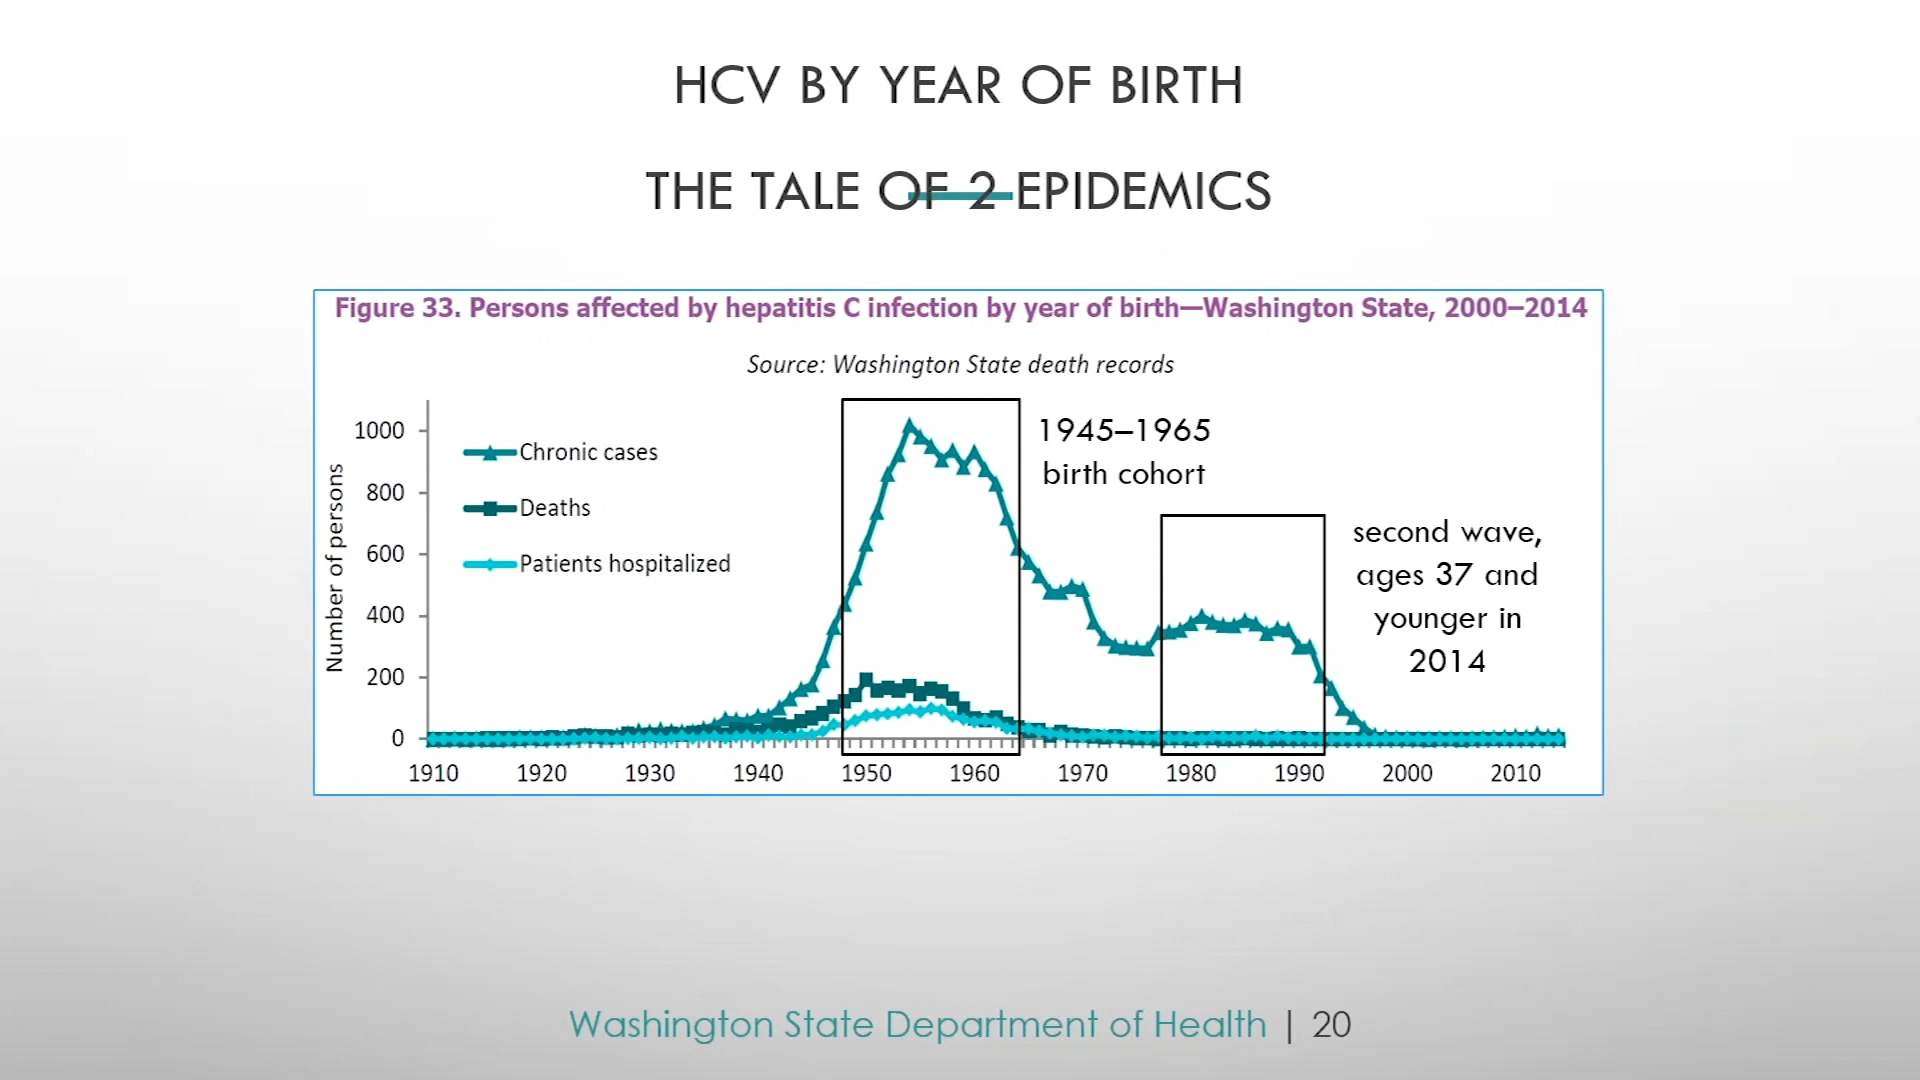 HCV BY YEAR OF BIRTH
THE TALE OF 2 EPIDEMICS
Figure 33. Persons affected by hepatitis C infection by year of birth—Washington State, 2000–2014
Source: Washington State death records
Number of persons
1000
800
600
400
200
0
Chronic cases
Deaths
Patients hospitalized
1945–1965
birth cohort
second wave,
ages 37 and
younger in
2014
1910 1920 1930 1940 1950 1960 1970 1980 1990 2000 2010
Washington State Department of Health | 20